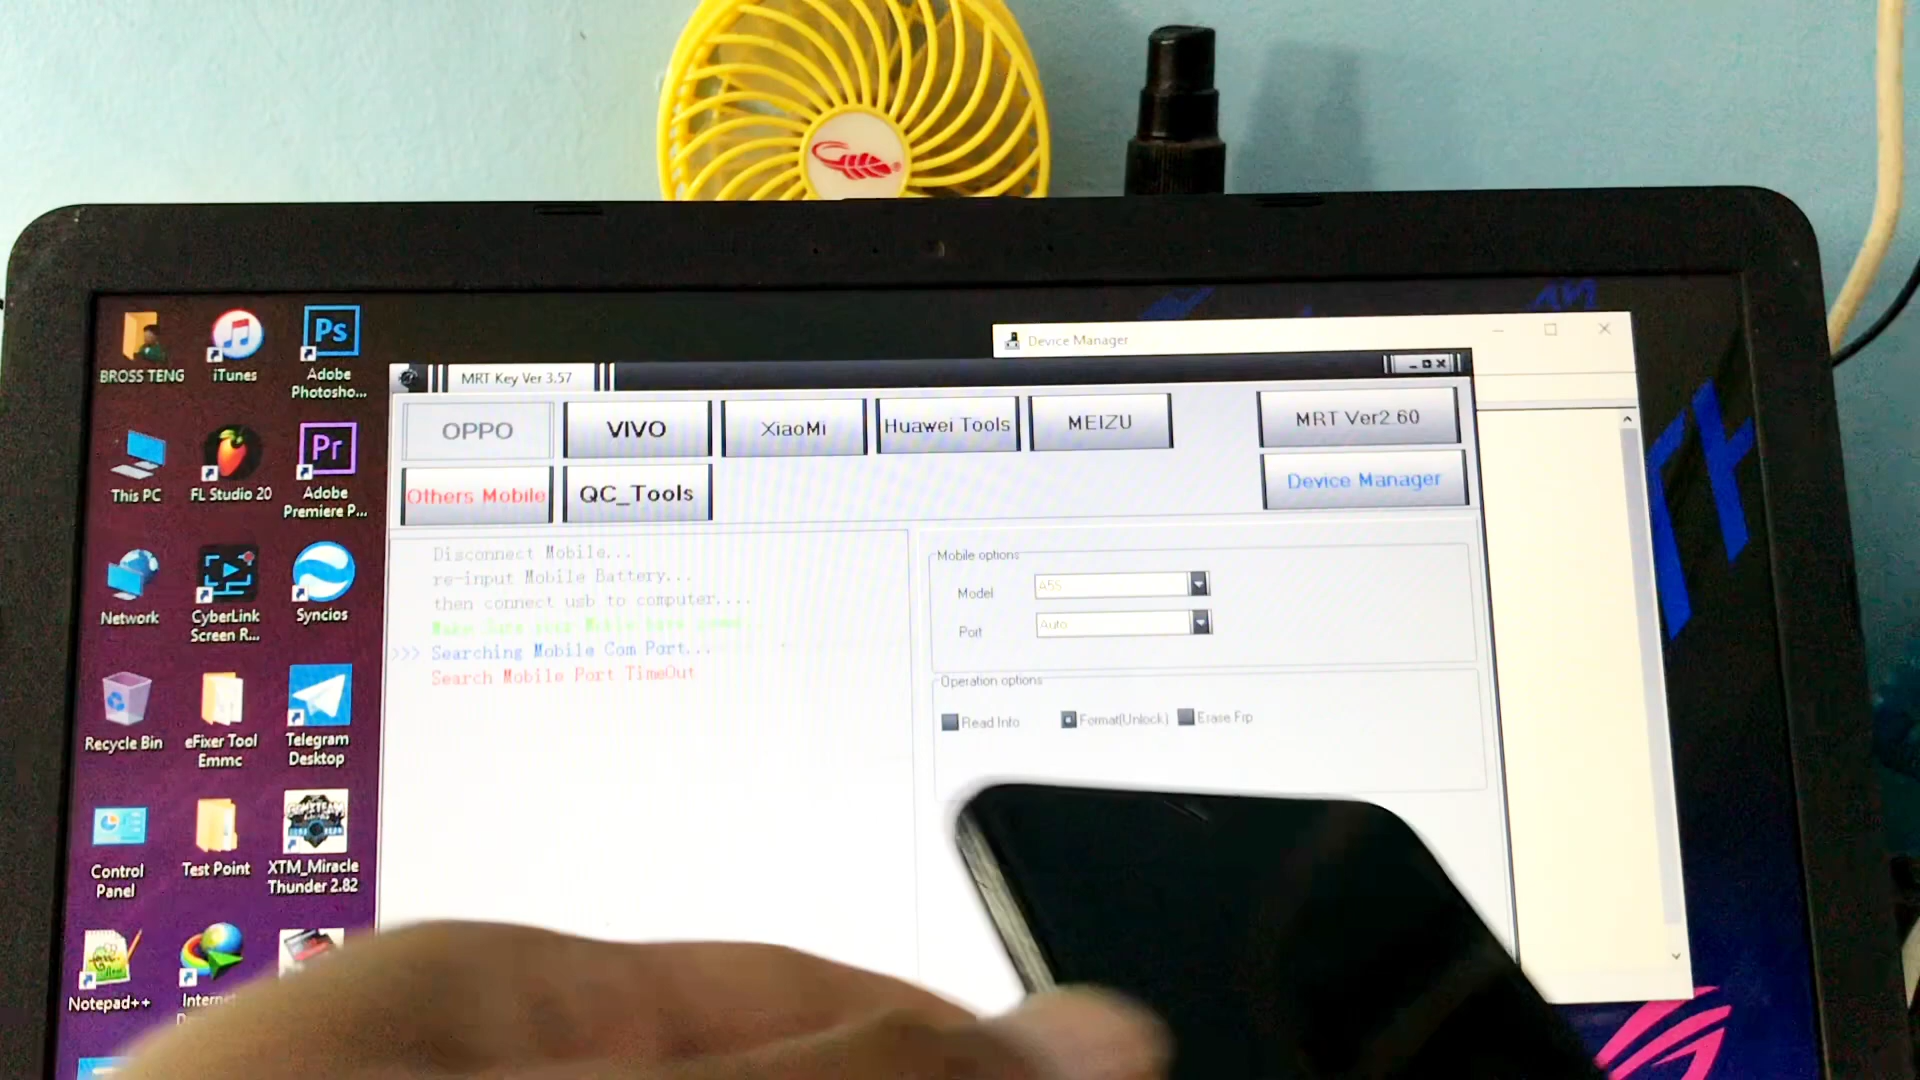 Device Manager
MRT Key Ver 3.57
OPPO
VIVO
XiaoMi
Huawei Tools
MEIZU
MRT Ver2.60
Others Mobile
QC_Tools
Device Manager
Disconnect Mobile...
re-input Mobile Battery...
then connect usb to computer....
>>> Searching Mobile Com Port...
Search Mobile Port TimeOut
Mobile options
Model
A5S
Port
Auto
Operation options
Read Info
Format(Unlock)
Erase Frp
BROSS TENG
iTunes
Adobe
Photosho...
This PC
FL Studio 20
Adobe
Premiere P...
Network
CyberLink
Screen R...
Syncios
Recycle Bin
eFixer Tool
Emmc
Telegram
Desktop
Control
Panel
Test Point
XTM_Miracle
Thunder 2.82
Notepad++
Internet
Ps
Pr